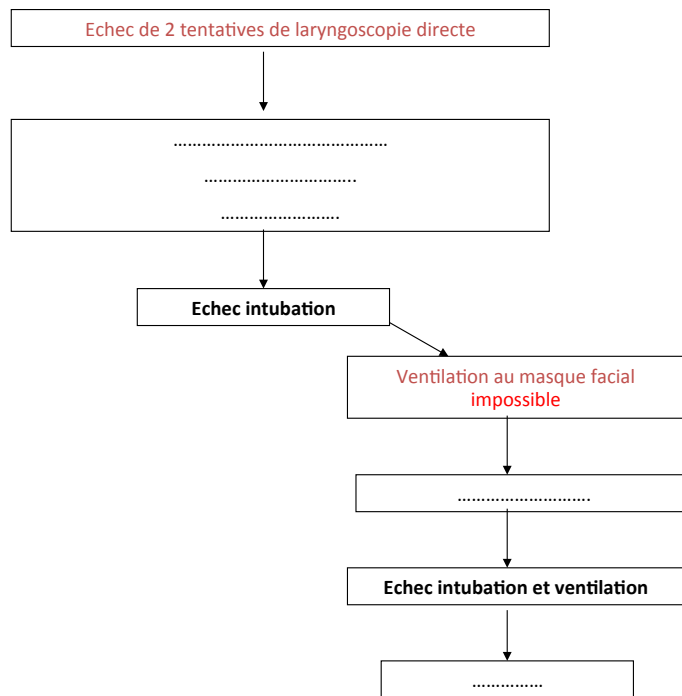 Echec de 2 tentatives de laryngoscopie directe
………………………………………
…………………………..
…………………….
Echec intubation
Ventilation au masque facial
impossible
……………………….
Echec intubation et ventilation
……………